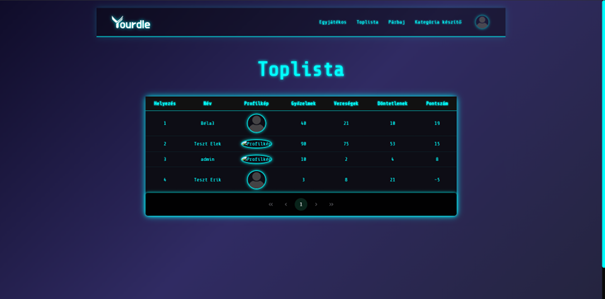 Yourdle Egyjátékos Toplista Párbaj Kategória készítő
Toplista
Helyezés Név Profilkép Győzelmek Vereségek Döntetlenek Pontszám
1 Béla1 40 21 10 19
2 Teszt Elek Profilkép 90 75 53 15
3 admin Profilkép 10 2 4 8
4 Teszt Erik 3 8 21 -5
1